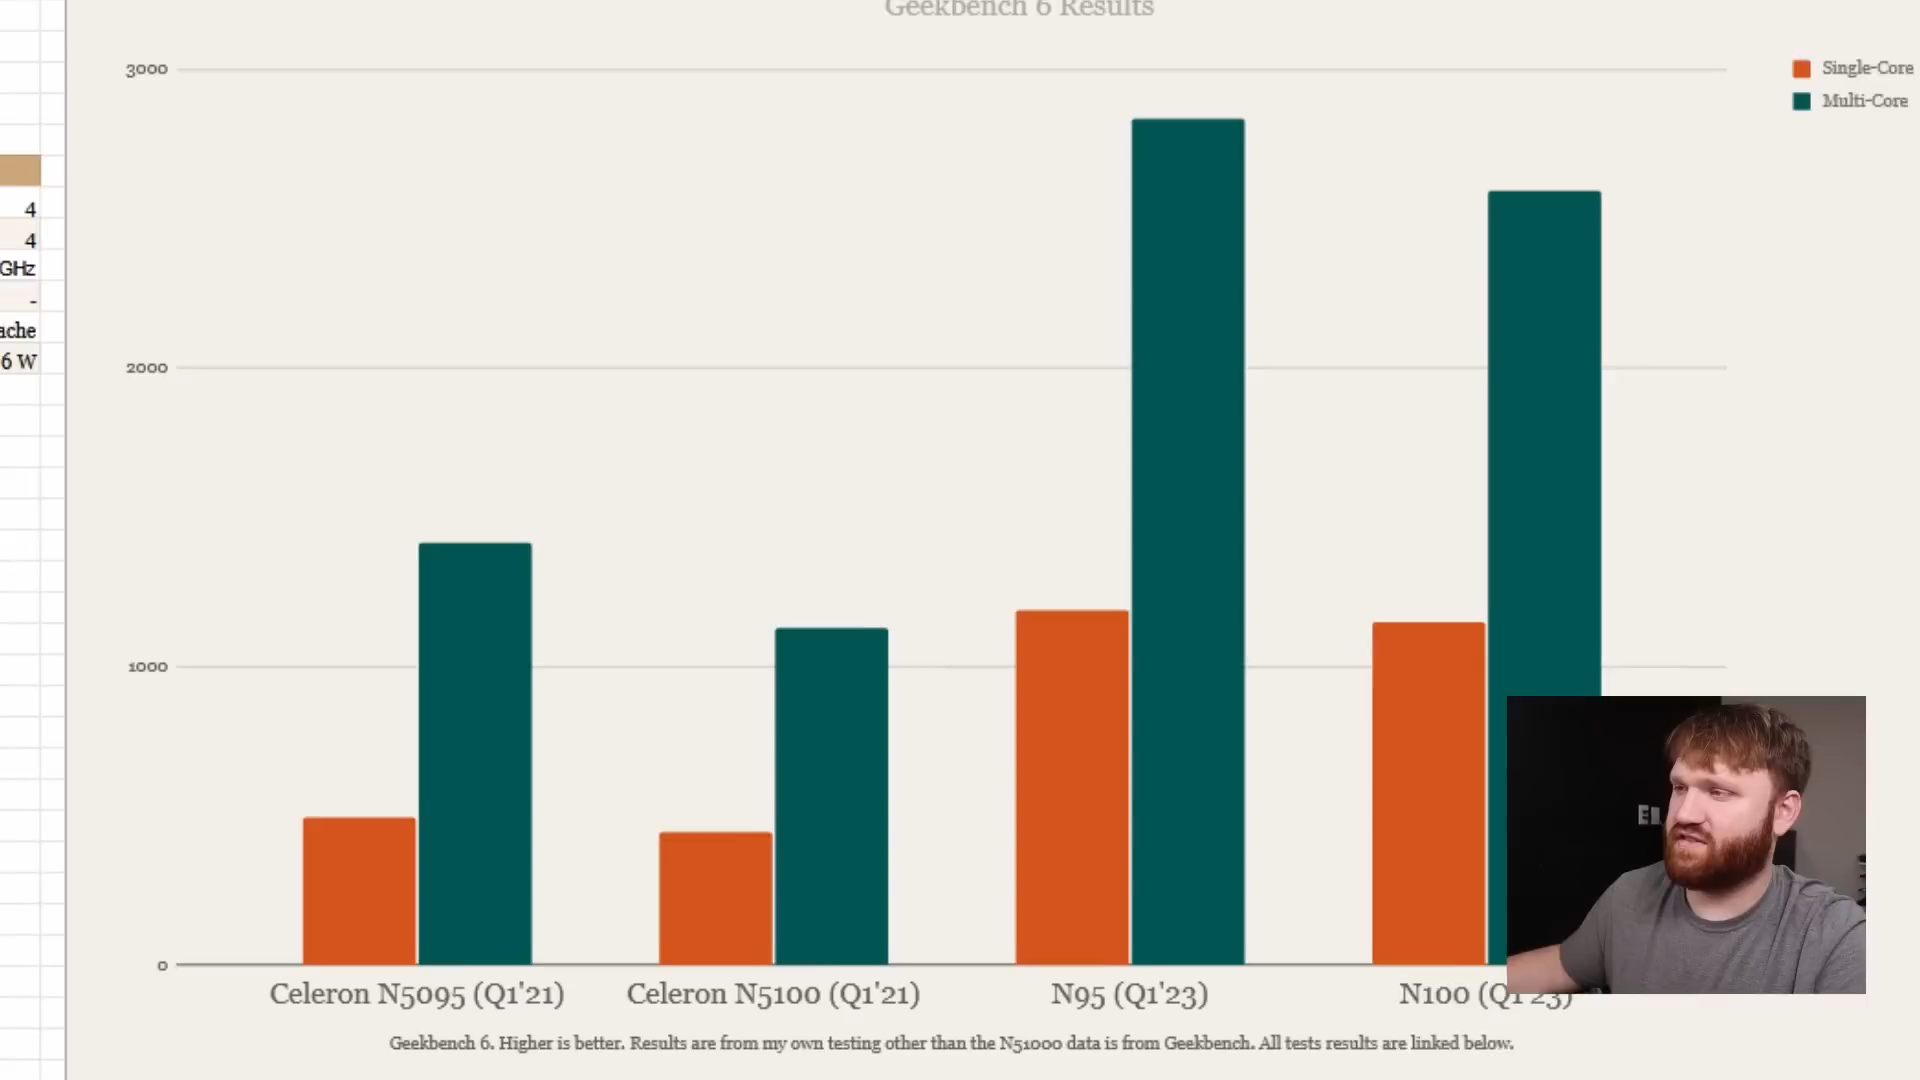 Geekbench 6 Results
3000
Single-Core
Multi-Core
4
4
GHz
-
ache
6 W
2000
1000
0
Celeron N5095 (Q1'21)
Celeron N5100 (Q1'21)
N95 (Q1'23)
N100 (Q1'23)
Geekbench 6. Higher is better. Results are from my own testing other than the N51000 data is from Geekbench. All tests results are linked below.